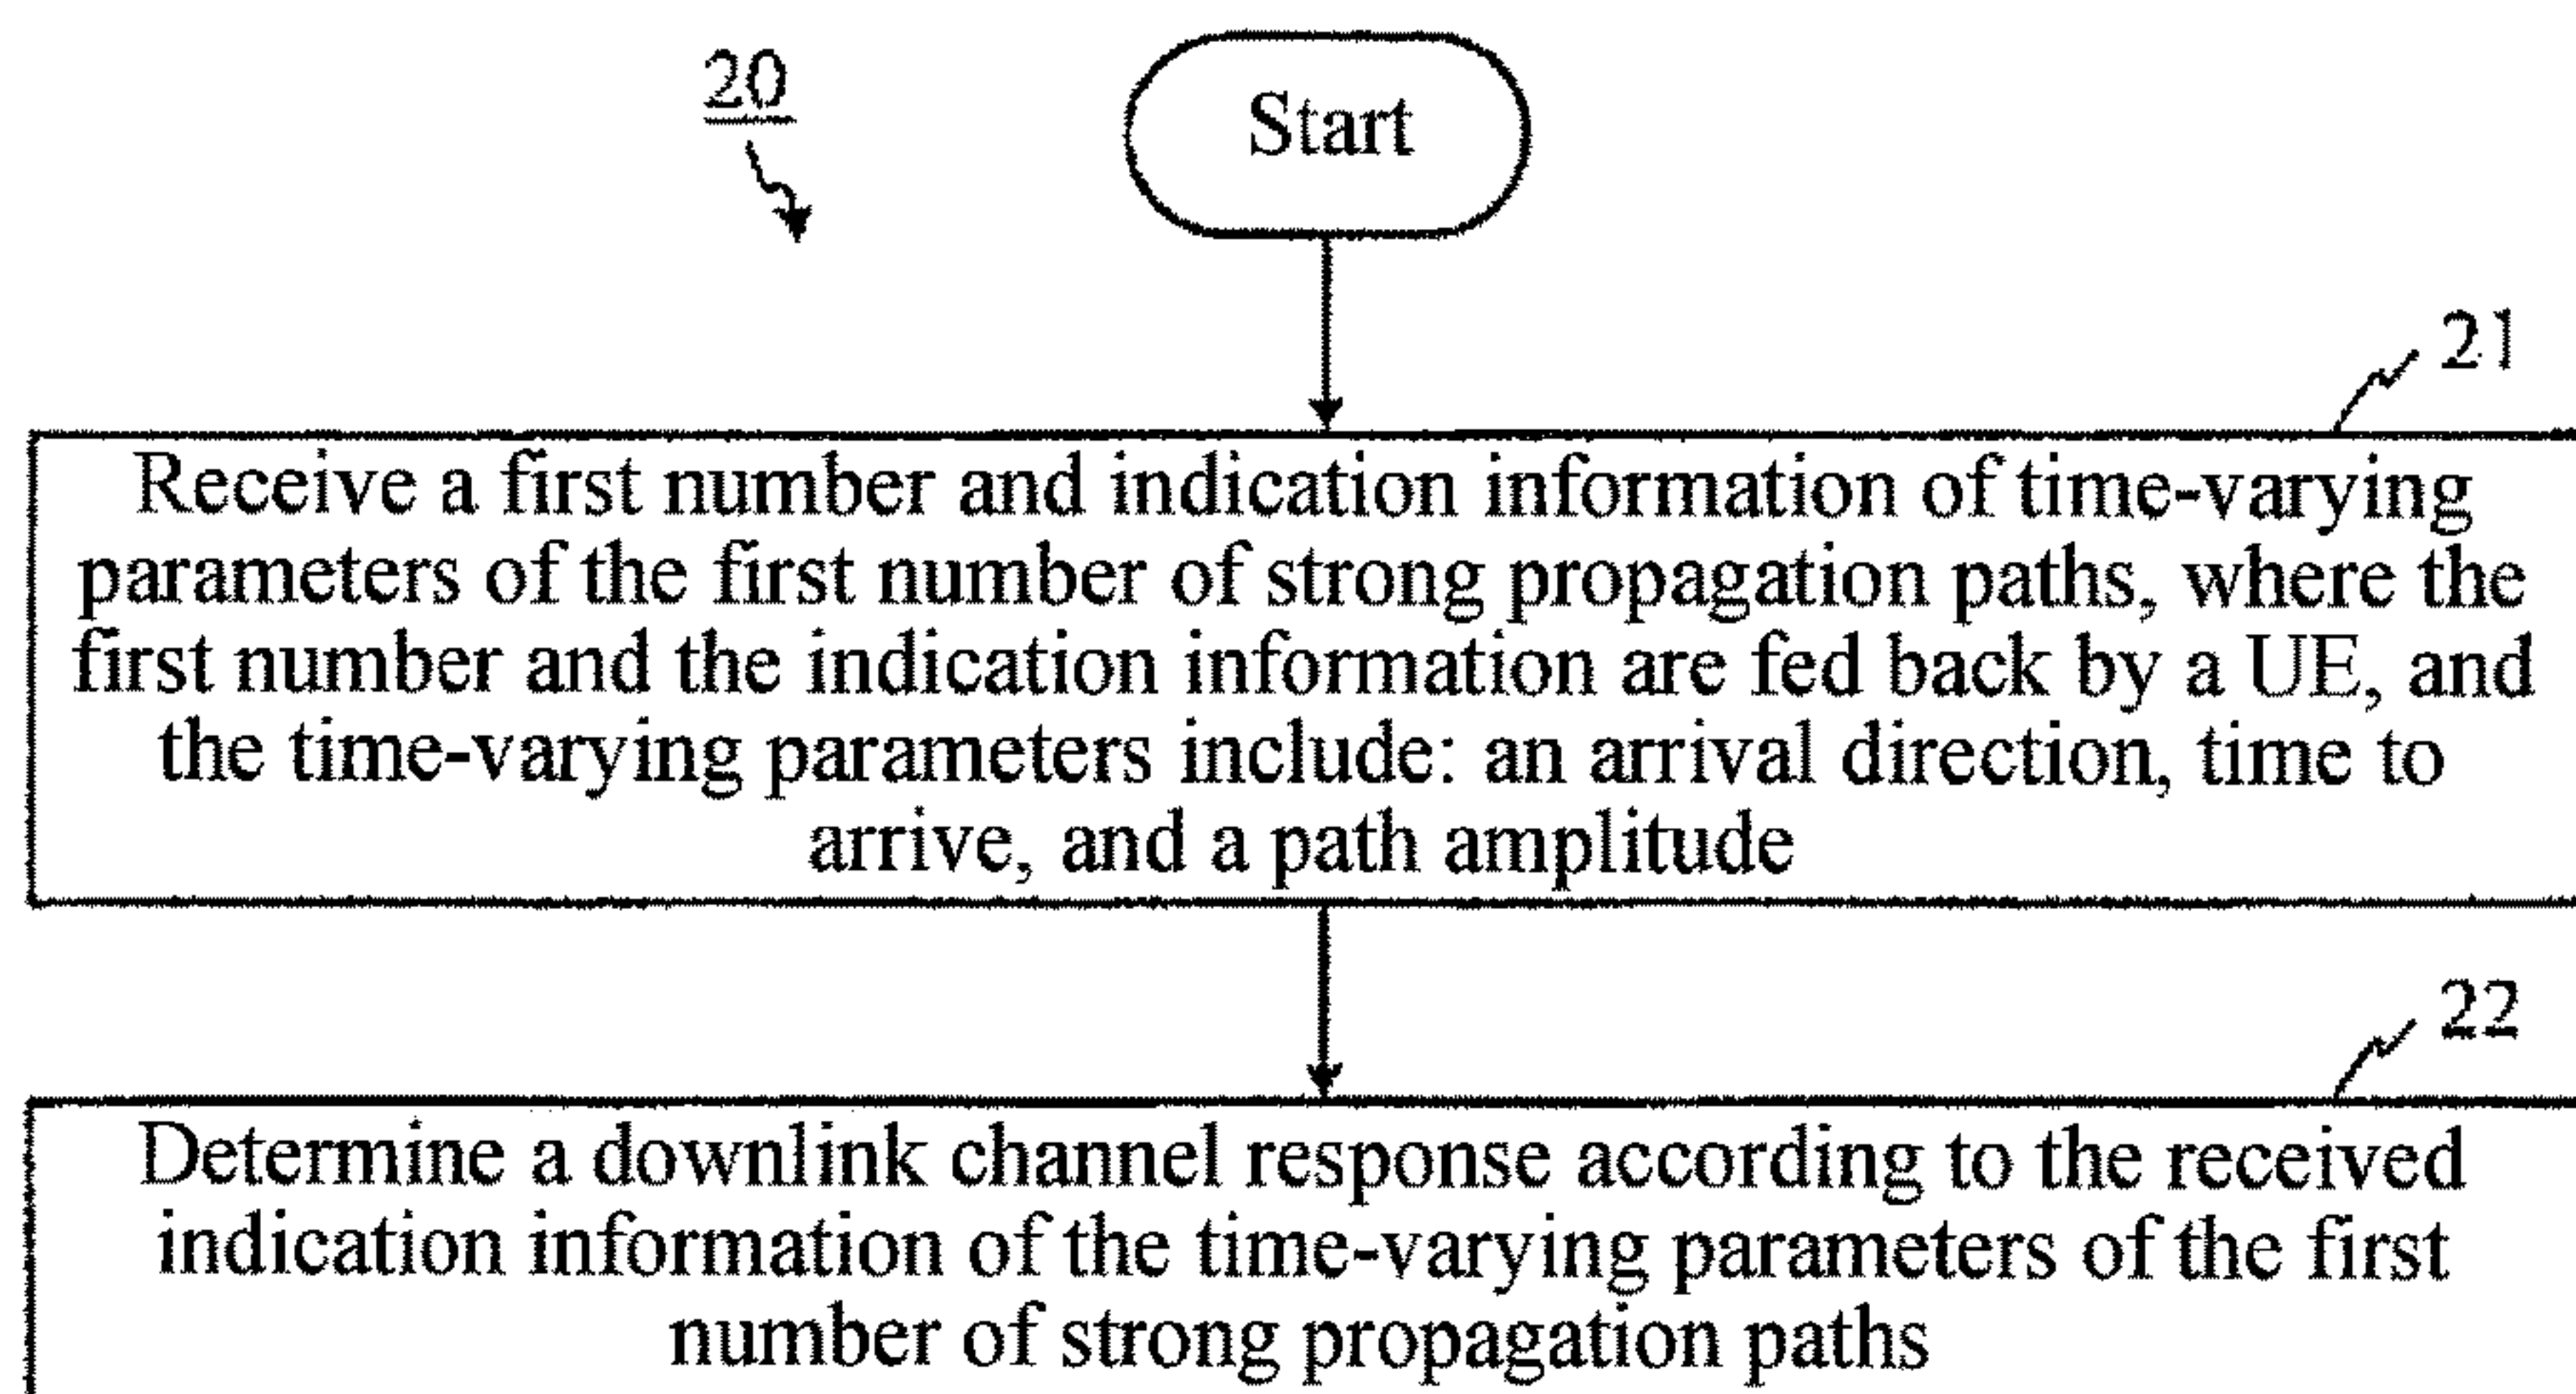 20
Start
21
Receive a first number and indication information of time-varying
parameters of the first number of strong propagation paths, where the
first number and the indication information are fed back by a UE, and
the time-varying parameters include: an arrival direction, time to
arrive, and a path amplitude
22
Determine a downlink channel response according to the received
indication information of the time-varying parameters of the first
number of strong propagation paths